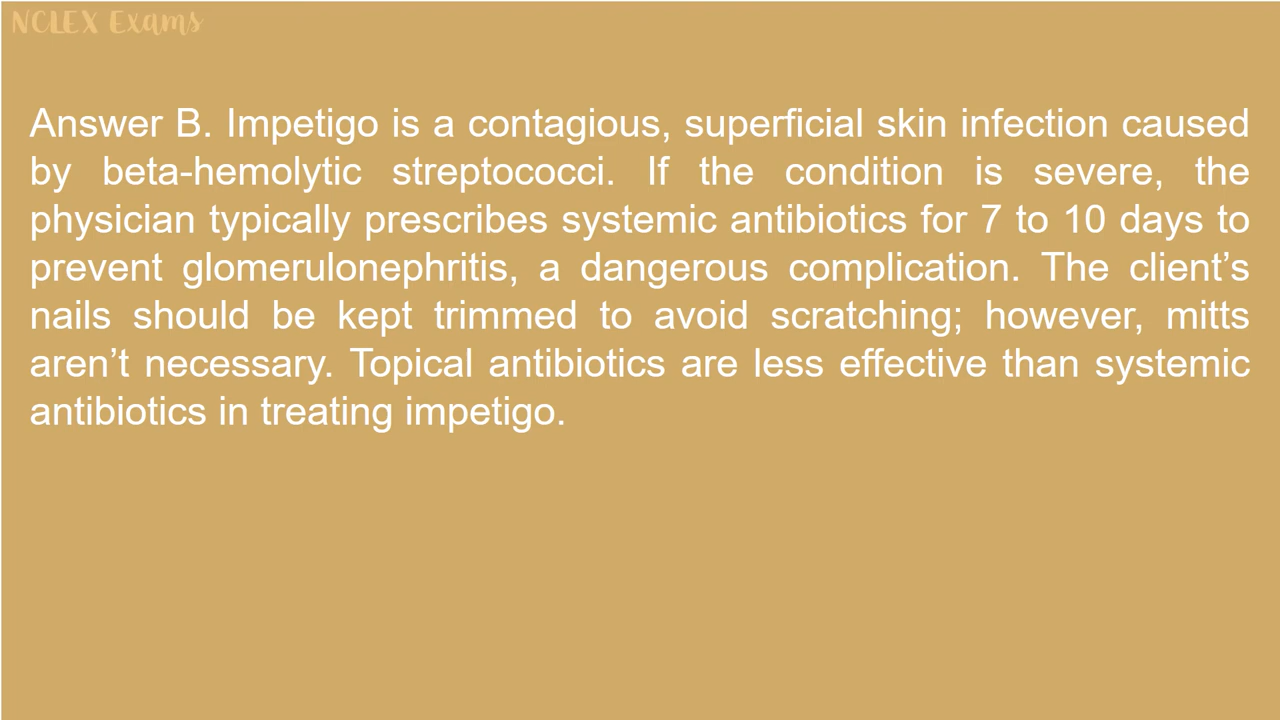 NCLEX Exams
Answer B. Impetigo is a contagious, superficial skin infection caused
by beta-hemolytic streptococci. If the condition is severe, the
physician typically prescribes systemic antibiotics for 7 to 10 days to
prevent glomerulonephritis, a dangerous complication. The client’s
nails should be kept trimmed to avoid scratching; however, mitts
aren’t necessary. Topical antibiotics are less effective than systemic
antibiotics in treating impetigo.